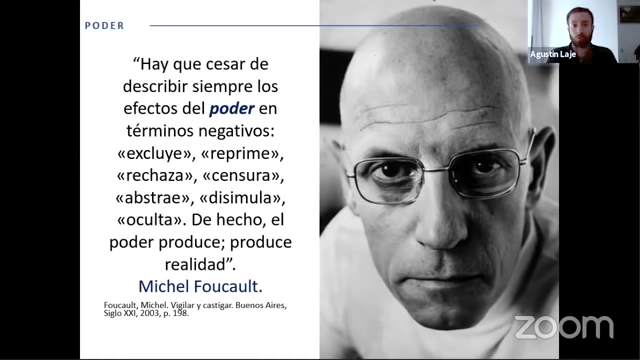 PODER
“Hay que cesar de
describir siempre los
efectos del poder en
términos negativos:
«excluye», «reprime»,
«rechaza», «censura»,
«abstrae», «disimula»,
«oculta». De hecho, el
poder produce; produce
realidad”.
Michel Foucault.
Foucault, Michel. Vigilar y castigar. Buenos Aires,
Siglo XXI, 2003, p. 198.
Agustin Laje
zoom